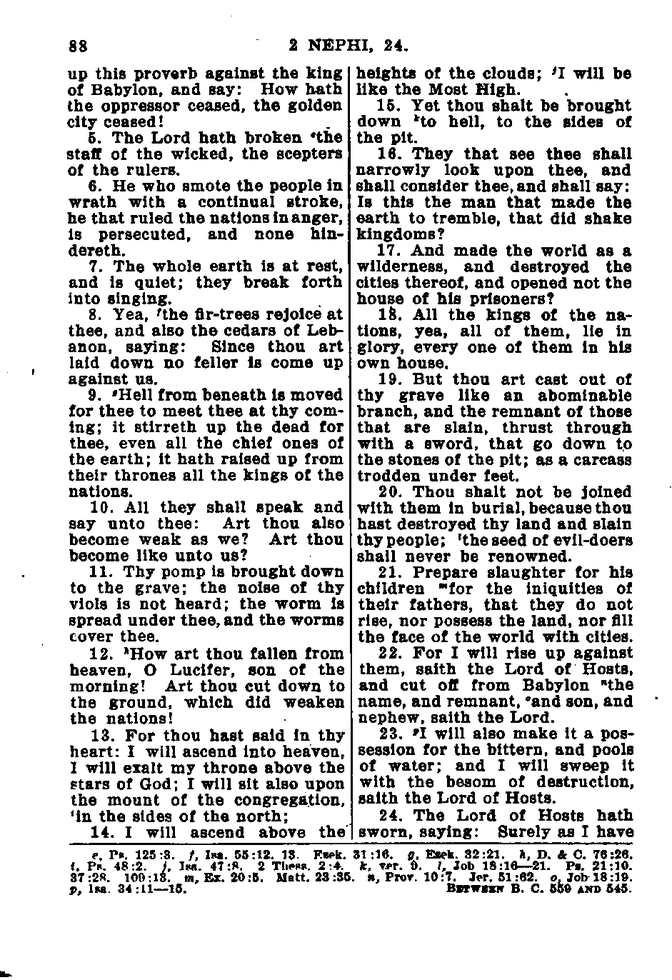 88
2 NEPHI, 24.
up this proverb against the king
of Babylon, and say: How hath
the oppressor ceased, the golden
city ceased!
5. The Lord hath broken ᵉthe
staff of the wicked, the scepters
of the rulers.
6. He who smote the people in
wrath with a continual stroke,
he that ruled the nations in anger,
is persecuted, and none hin-
dereth.
7. The whole earth is at rest,
and is quiet; they break forth
into singing.
8. Yea, ᶠthe fir-trees rejoice at
thee, and also the cedars of Leb-
anon, saying: Since thou art
laid down no feller is come up
against us.
9. ᵍHell from beneath is moved
for thee to meet thee at thy com-
ing; it stirreth up the dead for
thee, even all the chief ones of
the earth; it hath raised up from
their thrones all the kings of the
nations.
10. All they shall speak and
say unto thee: Art thou also
become weak as we? Art thou
become like unto us?
11. Thy pomp is brought down
to the grave; the noise of thy
viols is not heard; the worm is
spread under thee, and the worms
cover thee.
12. ʰHow art thou fallen from
heaven, O Lucifer, son of the
morning! Art thou cut down to
the ground, which did weaken
the nations!
13. For thou hast said in thy
heart: I will ascend into heaven,
I will exalt my throne above the
stars of God; I will sit also upon
the mount of the congregation,
ⁱin the sides of the north;
14. I will ascend above the
heights of the clouds; ʲI will be
like the Most High.
15. Yet thou shalt be brought
down ᵏto hell, to the sides of
the pit.
16. They that see thee shall
narrowly look upon thee, and
shall consider thee, and shall say:
Is this the man that made the
earth to tremble, that did shake
kingdoms?
17. And made the world as a
wilderness, and destroyed the
cities thereof, and opened not the
house of his prisoners?
18. All the kings of the na-
tions, yea, all of them, lie in
glory, every one of them in his
own house.
19. But thou art cast out of
thy grave like an abominable
branch, and the remnant of those
that are slain, thrust through
with a sword, that go down to
the stones of the pit; as a carcass
trodden under feet.
20. Thou shalt not be joined
with them in burial, because thou
hast destroyed thy land and slain
thy people; ˡthe seed of evil-doers
shall never be renowned.
21. Prepare slaughter for his
children ᵐfor the iniquities of
their fathers, that they do not
rise, nor possess the land, nor fill
the face of the world with cities.
22. For I will rise up against
them, saith the Lord of Hosts,
and cut off from Babylon ⁿthe
name, and remnant, ᵒand son, and
nephew, saith the Lord.
23. ᵖI will also make it a pos-
session for the bittern, and pools
of water; and I will sweep it
with the besom of destruction,
saith the Lord of Hosts.
24. The Lord of Hosts hath
sworn, saying: Surely as I have
e, Ps. 125:3. f, Isa. 55:12, 13. Ezek. 31:16. g, Ezek. 32:21. h, D. & C. 76:26.
i, Ps. 48:2. j, Isa. 47:8. 2 Thess. 2:4. k, ver. 9. l, Job 18:16—21. Ps. 21:10.
37:28. 109:13. m, Ex. 20:5. Matt. 23:35. n, Prov. 10:7. Jer. 51:62. o, Job 18:19.
p, Isa. 34:11—15. BETWEEN B. C. 559 AND 545.